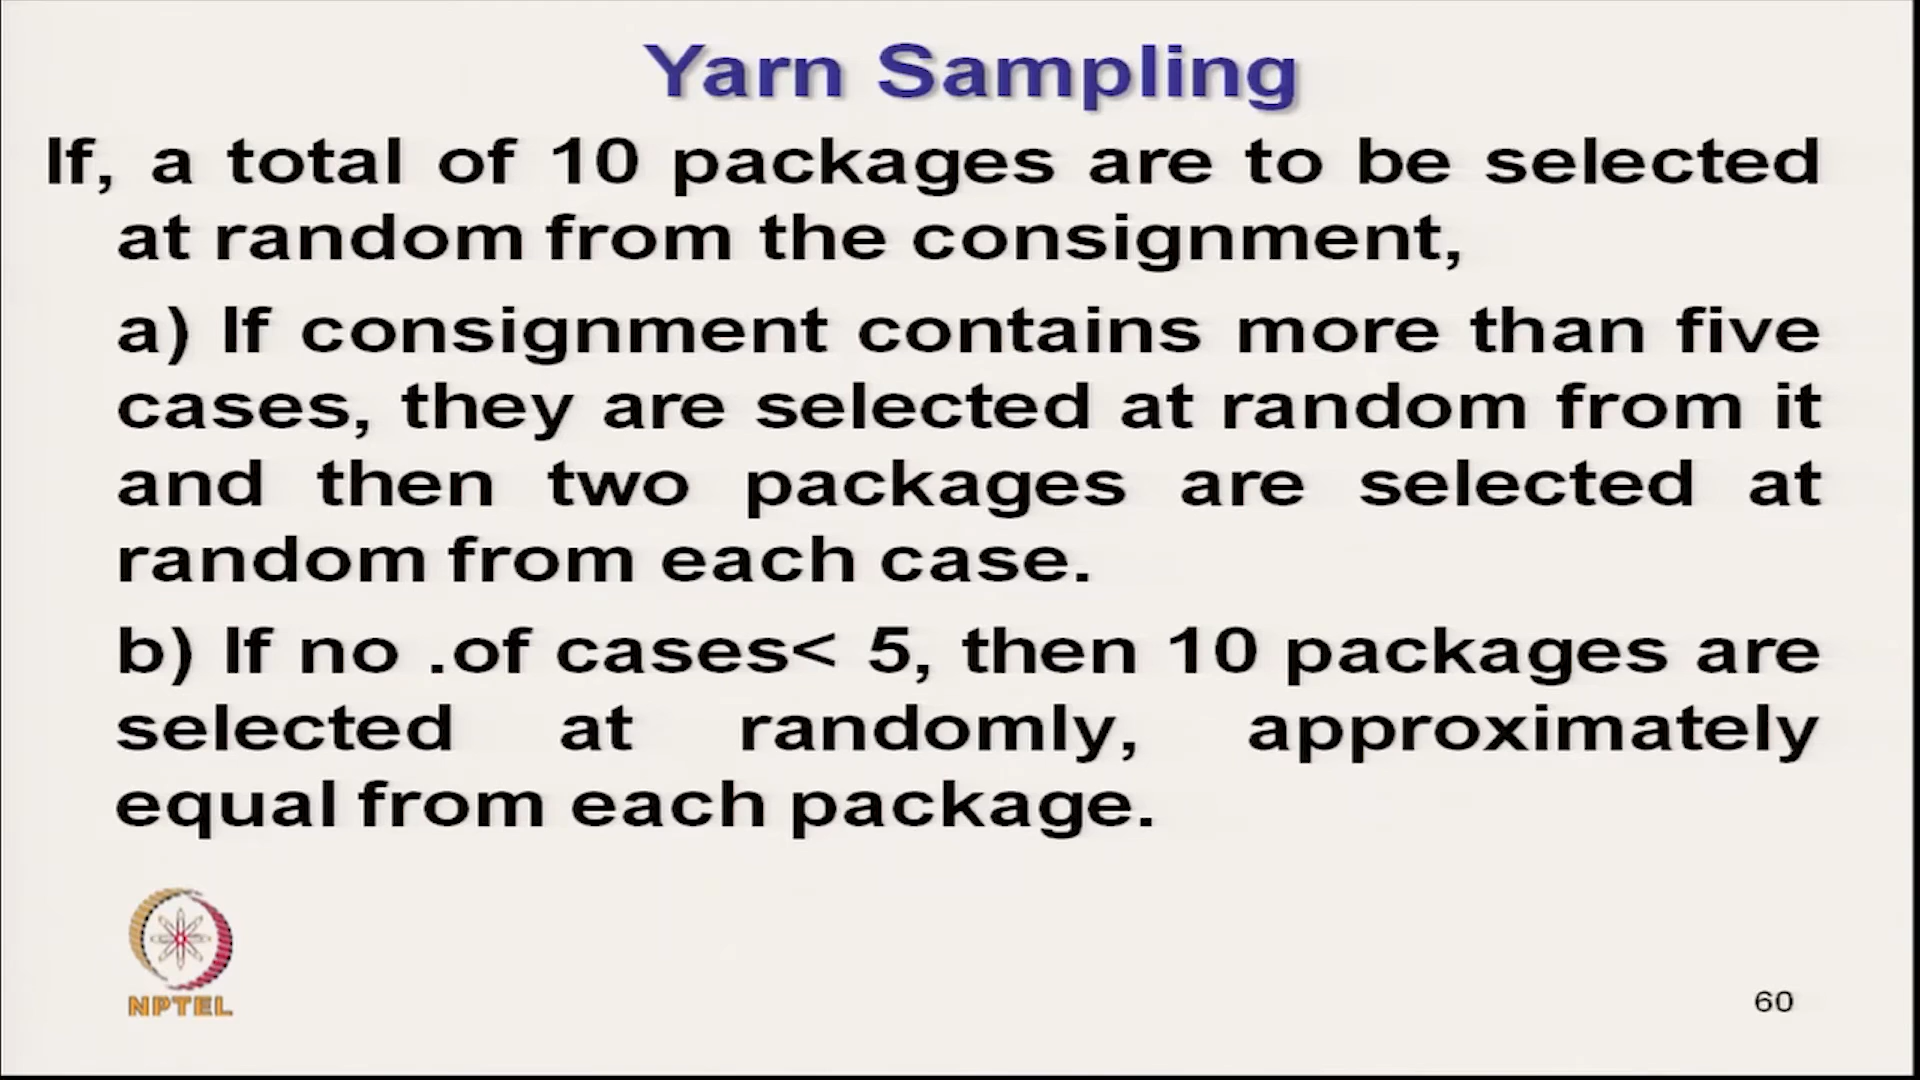 Yarn Sampling
If, a total of 10 packages are to be selected
at random from the consignment,
a) If consignment contains more than five
cases, they are selected at random from it
and then two packages are selected at
random from each case.
b) If no .of cases< 5, then 10 packages are
selected at randomly, approximately
equal from each package.
NPTEL
60